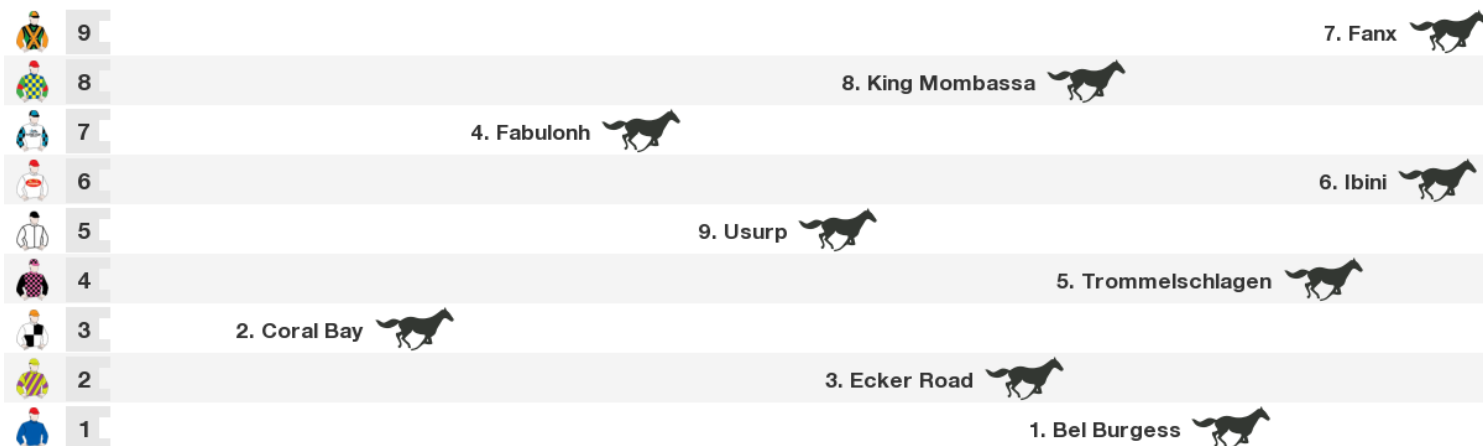 9 7. Fanx
8 8. King Mombassa
7 4. Fabulonh
6 6. Ibini
5 9. Usurp
4 5. Trommelschlagen
3 2. Coral Bay
2 3. Ecker Road
1 1. Bel Burgess